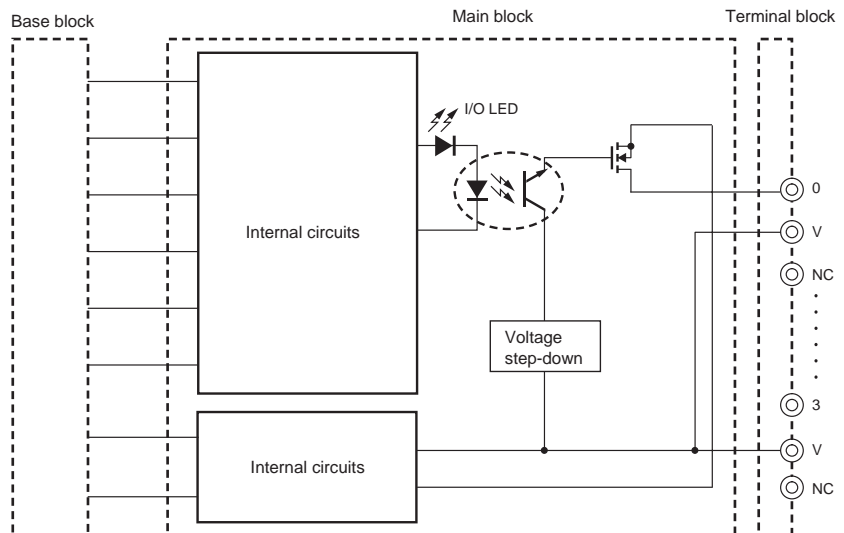 Base block
Main block
Terminal block
I/O LED
Internal circuits
Voltage
step-down
Internal circuits
0
V
NC
3
V
NC